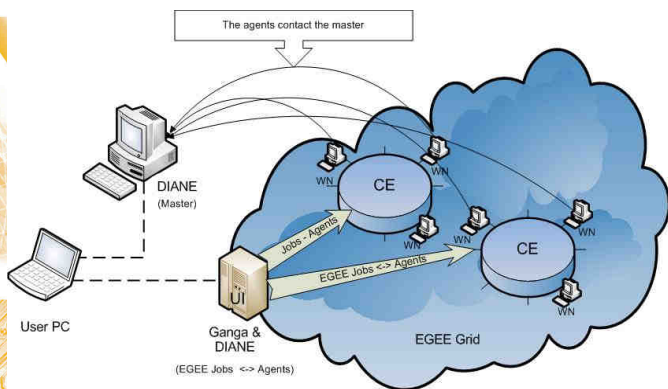 The agents contact the master
DIANE
(Master)
WN
WN
CE
WN
WN
WN
CE
WN
Jobs - Agents
EGEE Jobs <-> Agents
UI
User PC
Ganga &
DIANE
(EGEE Jobs <-> Agents)
EGEE Grid